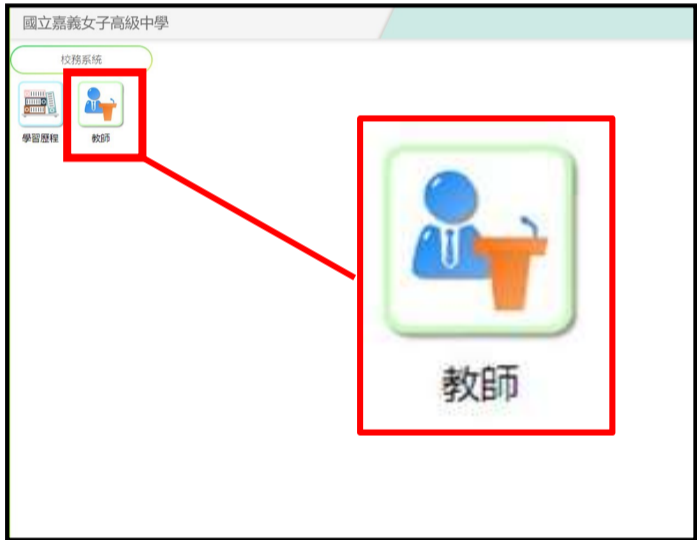 國立嘉義女子高級中學
校務系統
學習歷程
教師
教師